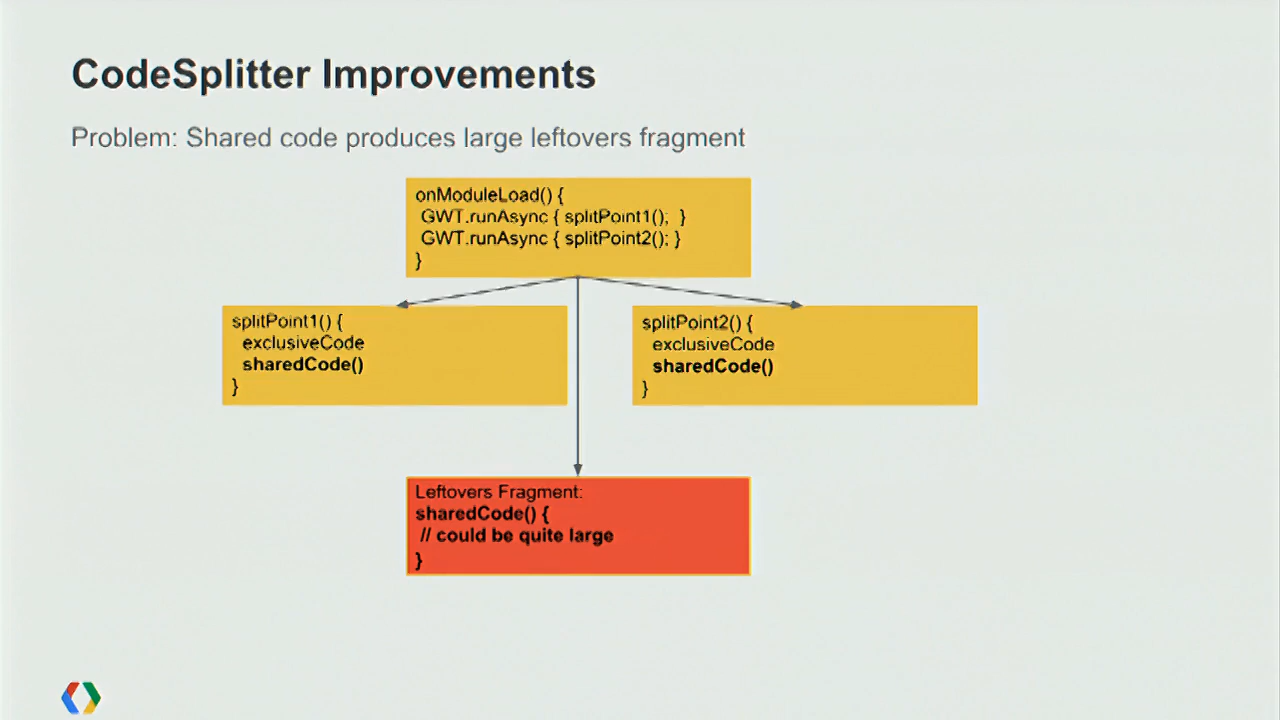 CodeSplitter Improvements
Problem: Shared code produces large leftovers fragment
onModuleLoad() {
GWT.runAsync { splitPoint1(); }
GWT.runAsync { splitPoint2(); }
}
splitPoint1() {
exclusiveCode
sharedCode()
}
splitPoint2() {
exclusiveCode
sharedCode()
}
Leftovers Fragment:
sharedCode() {
// could be quite large
}